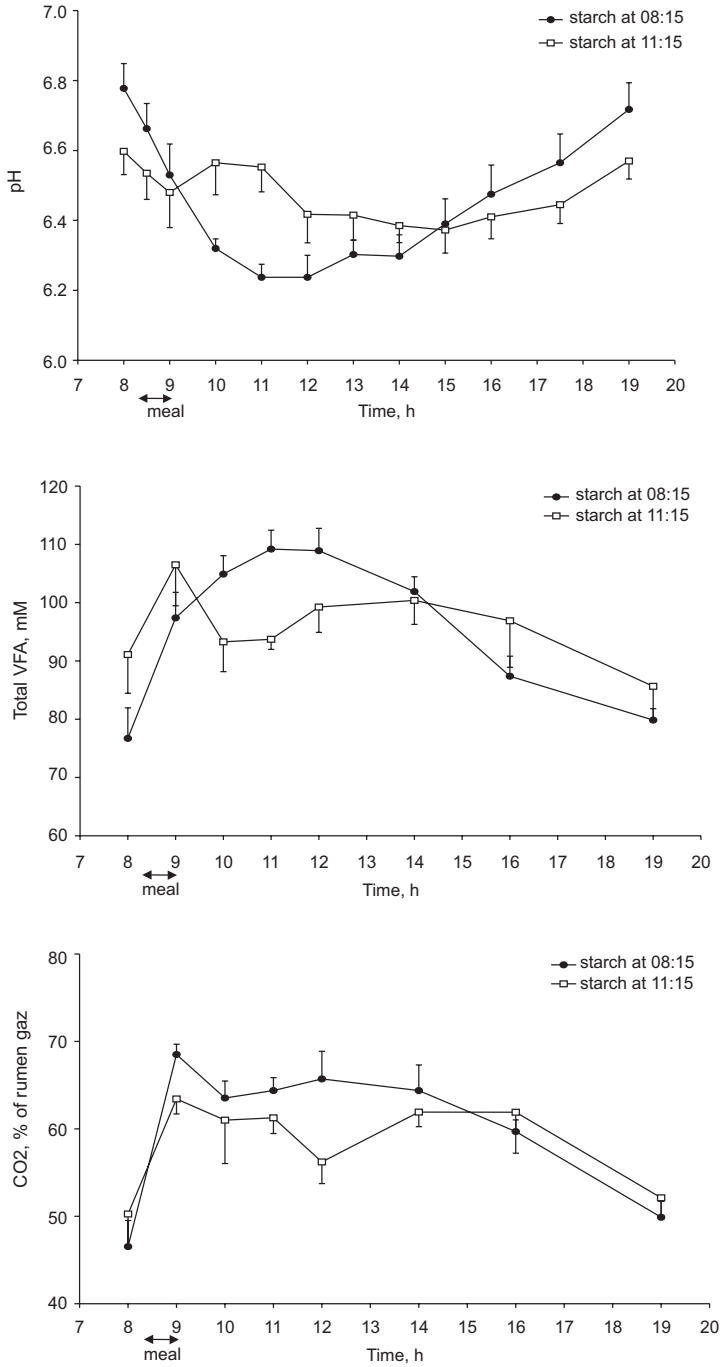 7.0
starch at 08:15
starch at 11:15
6.8
6.6
pH
6.4
6.2
6.0
7 8 9 10 11 12 13 14 15 16 17 18 19 20
meal
Time, h
120
starch at 08:15
starch at 11:15
110
100
Total VFA, mM
90
80
70
60
7 8 9 10 11 12 13 14 15 16 17 18 19 20
meal
Time, h
80
starch at 08:15
starch at 11:15
70
CO2, % of rumen gaz
60
50
40
7 8 9 10 11 12 13 14 15 16 17 18 19 20
meal
Time, h